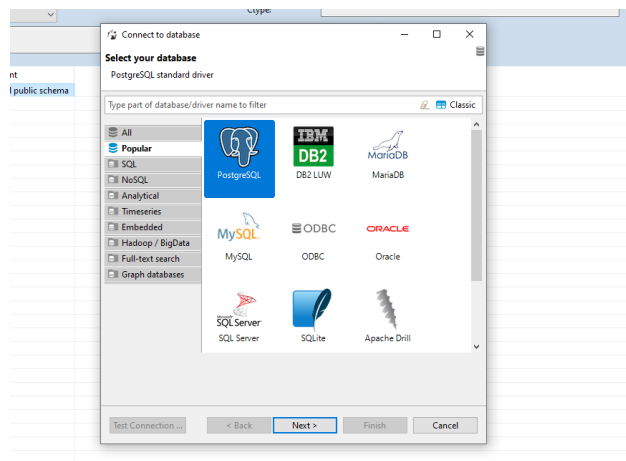 Ctype:
Connect to database
Select your database
PostgreSQL standard driver
nt
public schema
Type part of database/driver name to filter
Classic
All
Popular
SQL
NoSQL
Analytical
Timeseries
Embedded
Hadoop / BigData
Full-text search
Graph databases
PostgreSQL
IBM
DB2
DB2 LUW
MariaDB
MariaDB
MySQL
MySQL
ODBC
ODBC
ORACLE
Oracle
Microsoft
SQL Server
SQL Server
SQLite
Apache Drill
Test Connection ...
< Back
Next >
Finish
Cancel